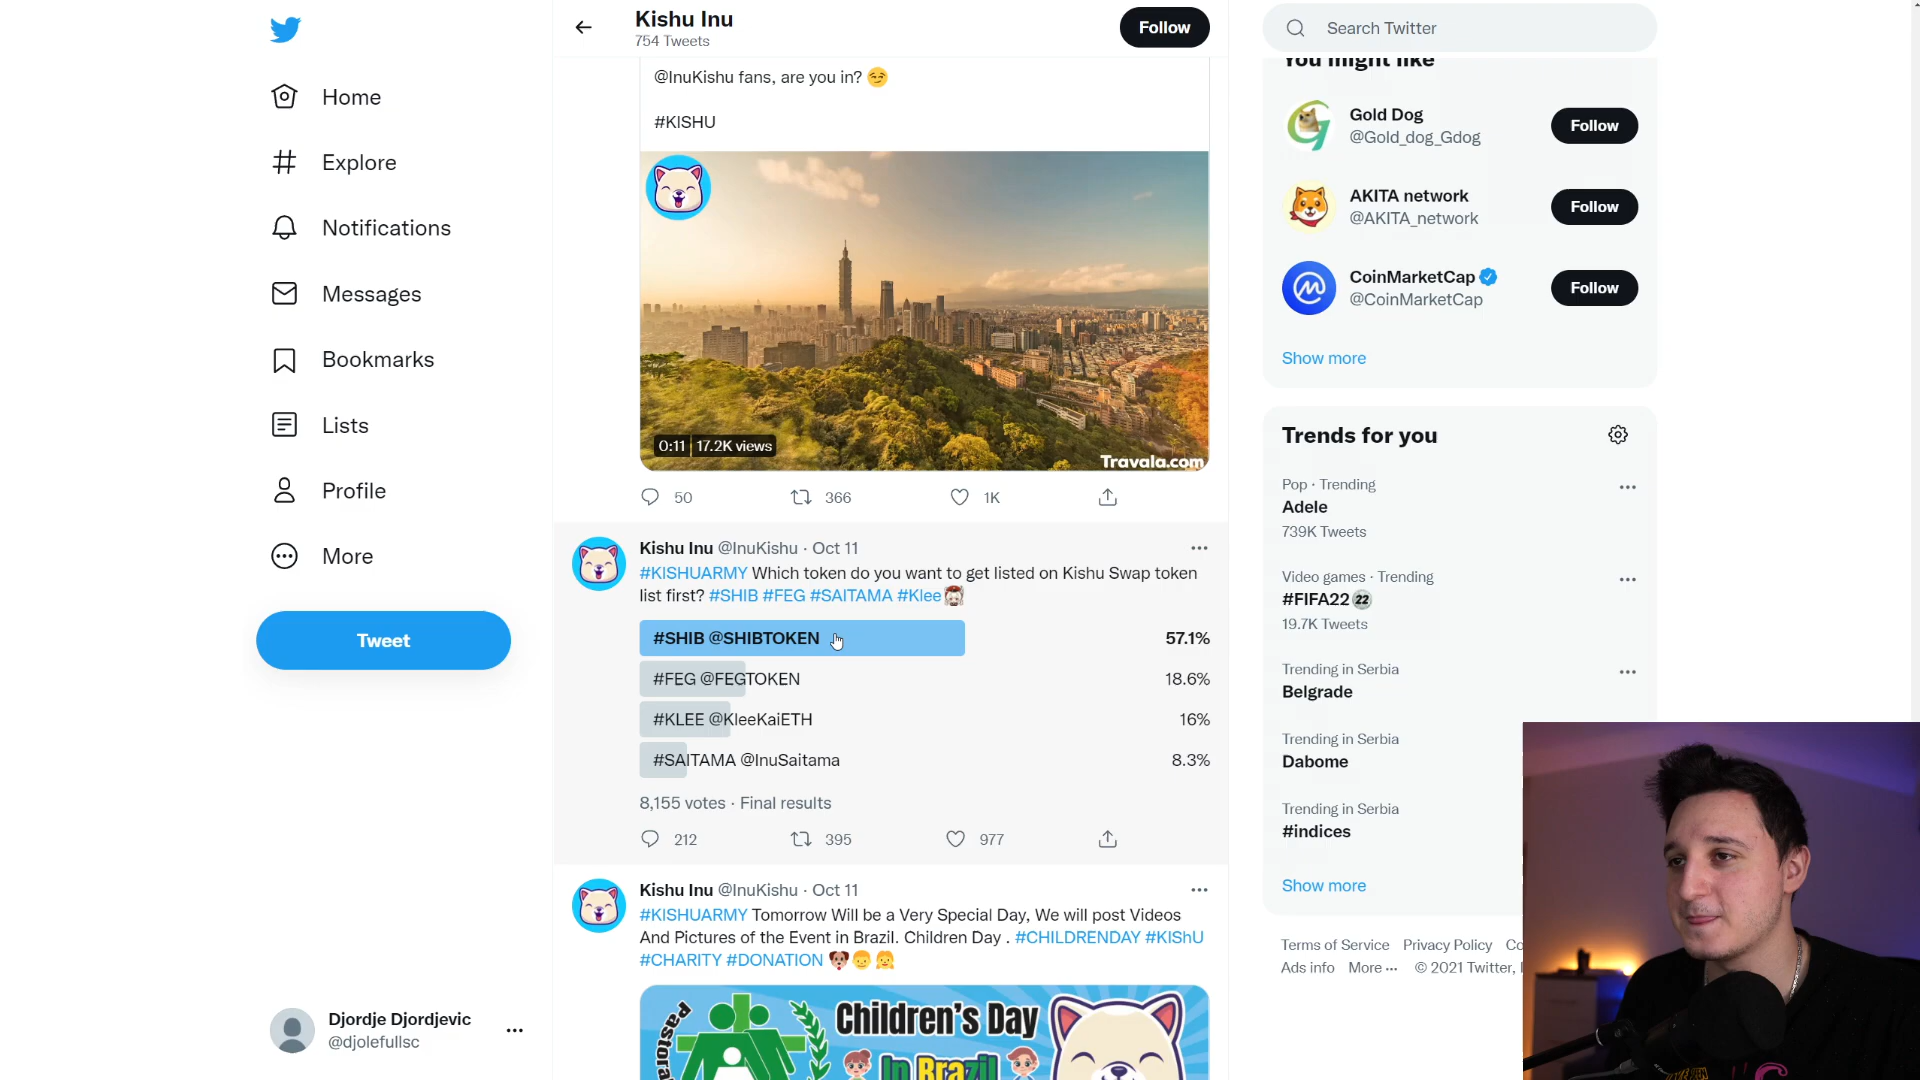 Home
Explore
Notifications
Messages
Bookmarks
Lists
Profile
More
Tweet
Djordje Djordjevic
@djolefullsc
Kishu Inu
754 Tweets
Follow
@InuKishu fans, are you in?
#KISHU
0:11 17.2K views
Travala.com
50 366 1K
Kishu Inu @InuKishu · Oct 11
#KISHUARMY Which token do you want to get listed on Kishu Swap token
list first? #SHIB #FEG #SAITAMA #Klee
#SHIB @SHIBTOKEN 57.1%
#FEG @FEGTOKEN 18.6%
#KLEE @KleeKaiETH 16%
#SAITAMA @InuSaitama 8.3%
8,155 votes · Final results
212 395 977
Kishu Inu @InuKishu · Oct 11
#KISHUARMY Tomorrow Will be a Very Special Day, We will post Videos
And Pictures of the Event in Brazil. Children Day . #CHILDRENDAY #KIShU
#CHARITY #DONATION
Pastora
Children's Day
In Brazil
Search Twitter
You might like
Gold Dog
@Gold_dog_Gdog
Follow
AKITA network
@AKITA_network
Follow
CoinMarketCap
@CoinMarketCap
Follow
Show more
Trends for you
Pop · Trending
Adele
739K Tweets
Video games · Trending
#FIFA22 22
19.7K Tweets
Trending in Serbia
Belgrade
Trending in Serbia
Dabome
Trending in Serbia
#indices
Show more
Terms of Service Privacy Policy Co
Ads info More ··· © 2021 Twitter, I